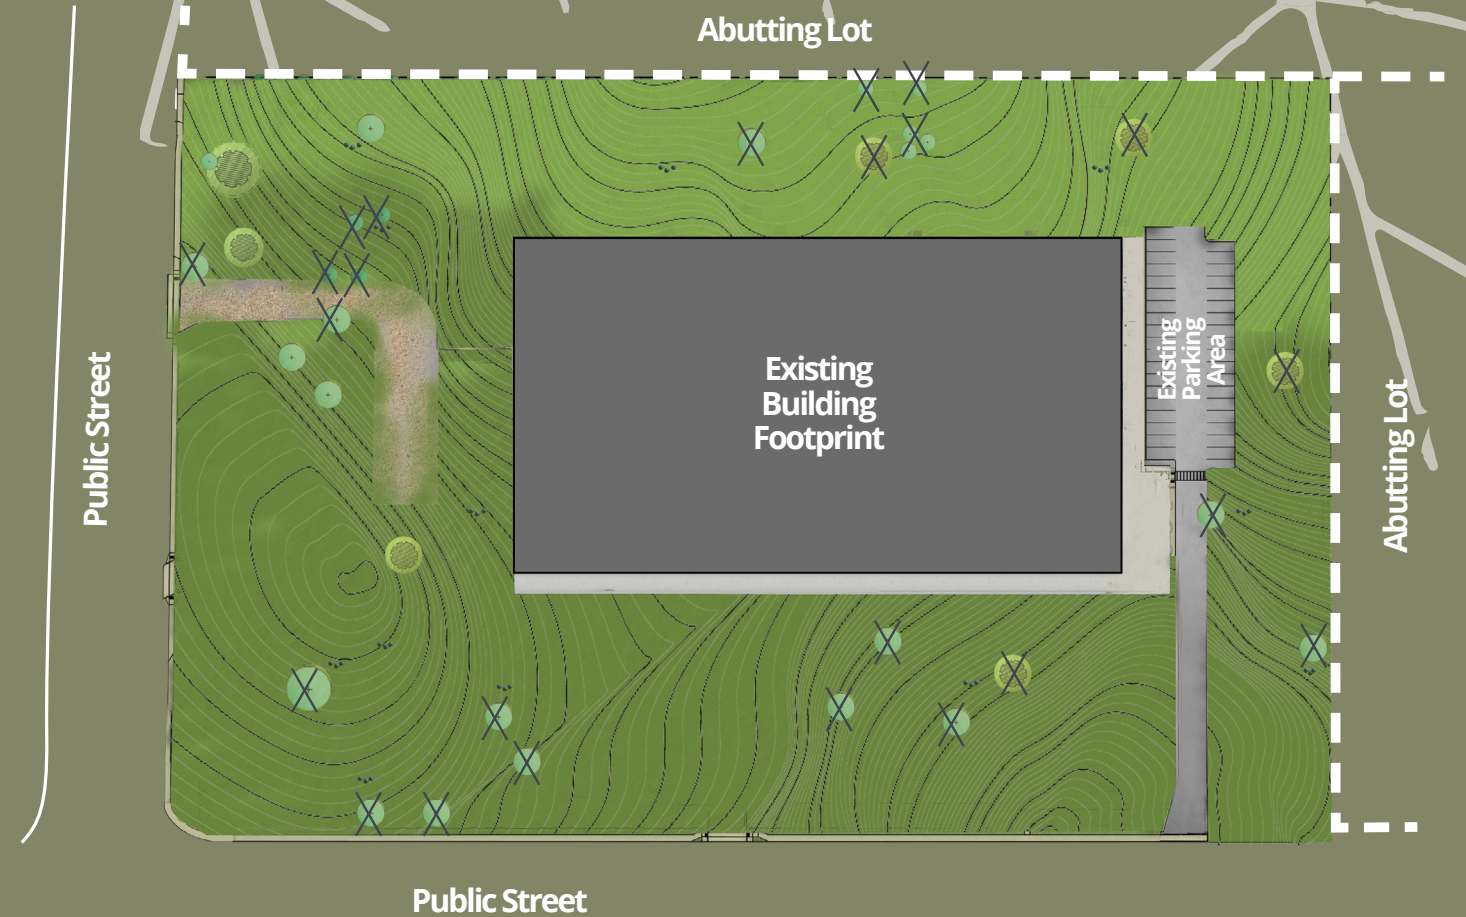 Abutting Lot
Public Street
Existing
Building
Footprint
Existing
Parking
Area
Abutting Lot
Public Street